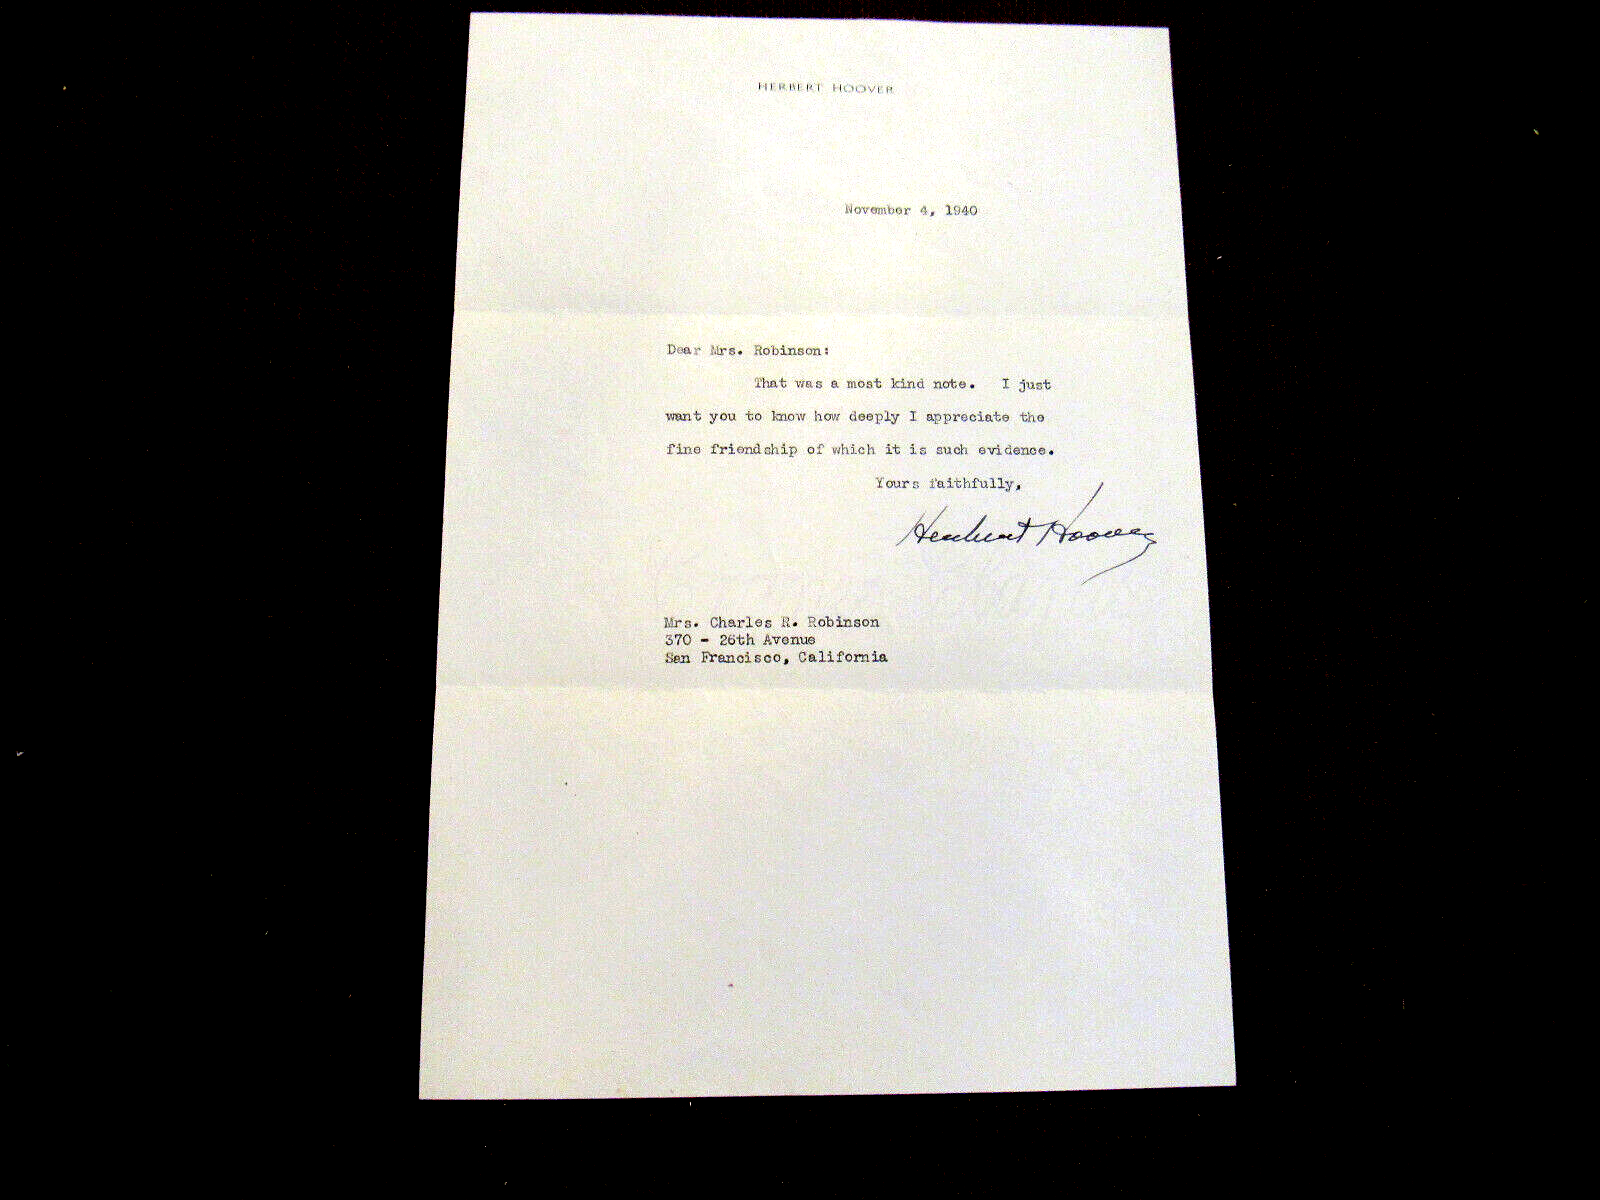 HERBERT HOOVER
November 4, 1940
Dear Mrs. Robinson:
That was a most kind note. I just
want you to know how deeply I appreciate the
fine friendship of which it is such evidence.
Yours faithfully,
Herbert Hoover
Mrs. Charles R. Robinson
370 - 26th Avenue
San Francisco, California